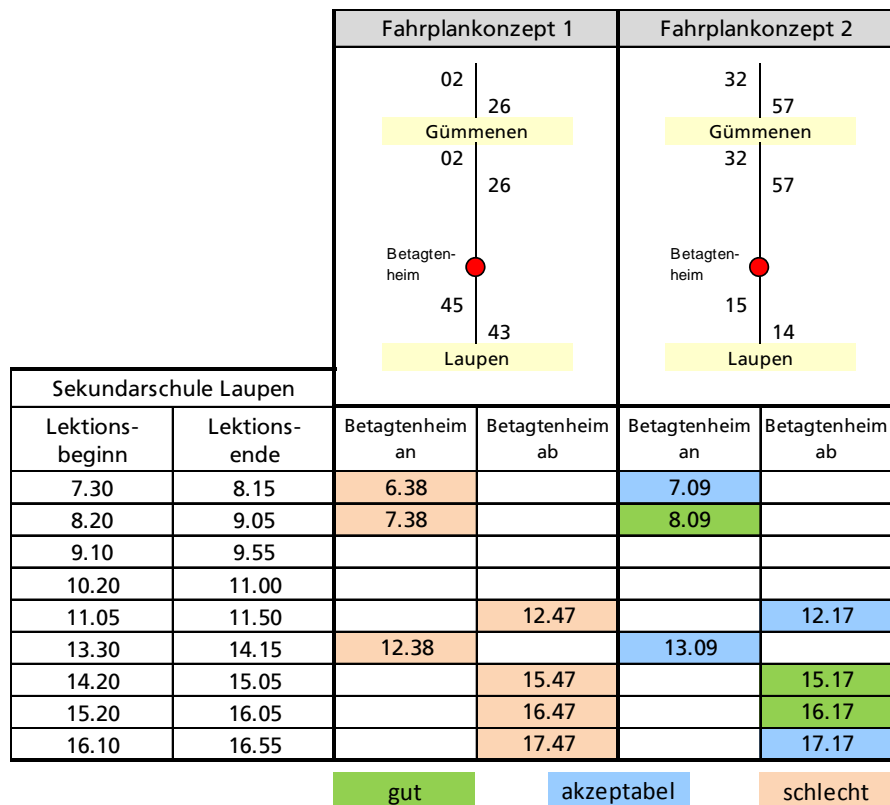 Fahrplankonzept 1 Fahrplankonzept 2
02 32
26 57
Gümmenen Gümmenen
02 32
26 57
Betagten- Betagten-
heim heim
45 15
43 14
Laupen Laupen
Sekundarschule Laupen
Lektions- Lektions- Betagtenheim Betagtenheim Betagtenheim Betagtenheim
beginn ende an ab an ab
7.30 8.15 6.38 7.09
8.20 9.05 7.38 8.09
9.10 9.55
10.20 11.00
11.05 11.50 12.47 12.17
13.30 14.15 12.38 13.09
14.20 15.05 15.47 15.17
15.20 16.05 16.47 16.17
16.10 16.55 17.47 17.17
gut akzeptabel schlecht